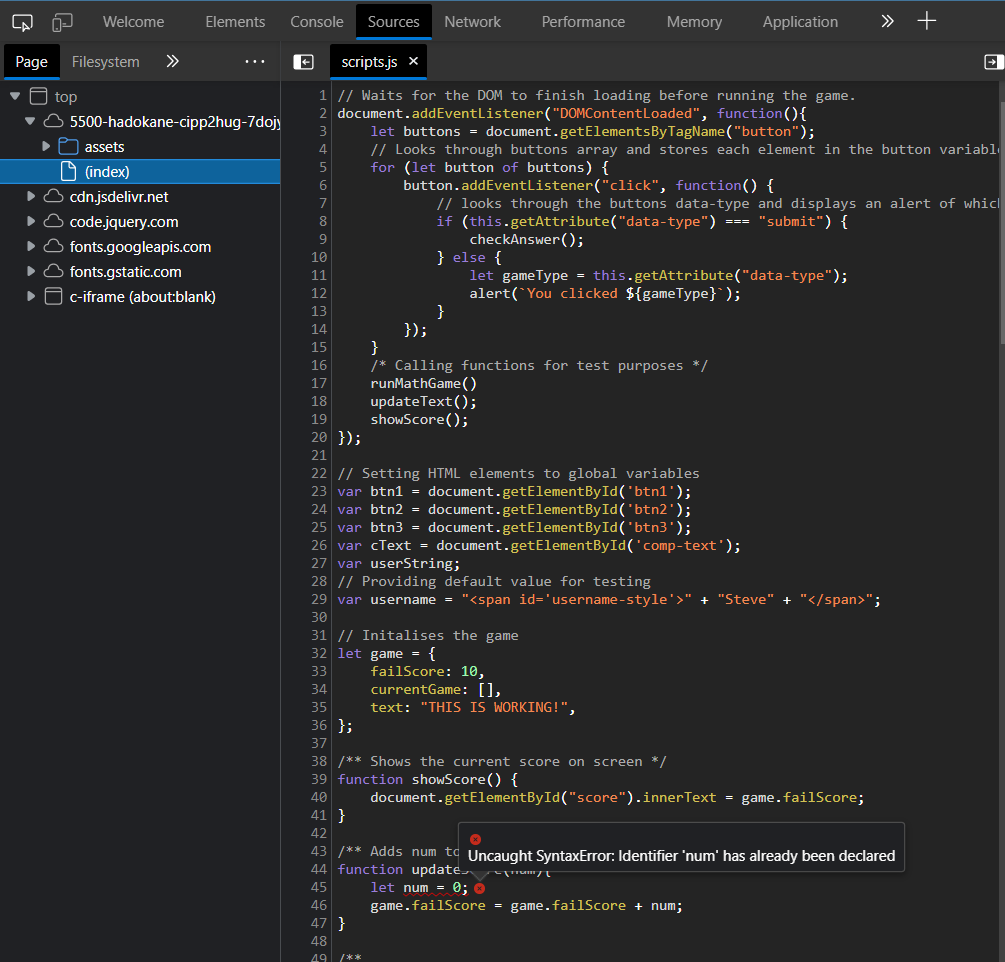 Welcome Elements Console Sources Network Performance Memory Application
Page Filesystem ... scripts.js ×
top
5500-hadokane-cipp2hug-7dojy
assets
(index)
cdn.jsdelivr.net
code.jquery.com
fonts.googleapis.com
fonts.gstatic.com
c-iframe (about:blank)
1 // Waits for the DOM to finish loading before running the game.
2 document.addEventListener("DOMContentLoaded", function(){
3     let buttons = document.getElementsByTagName("button");
4     // Looks through buttons array and stores each element in the button variabl
5     for (let button of buttons) {
6         button.addEventListener("click", function() {
7             // looks through the buttons data-type and displays an alert of which
8             if (this.getAttribute("data-type") === "submit") {
9                 checkAnswer();
10             } else {
11                 let gameType = this.getAttribute("data-type");
12                 alert(`You clicked ${gameType}`);
13             }
14         });
15     }
16     /* Calling functions for test purposes */
17     runMathGame()
18     updateText();
19     showScore();
20 });
21
22 // Setting HTML elements to global variables
23 var btn1 = document.getElementById('btn1');
24 var btn2 = document.getElementById('btn2');
25 var btn3 = document.getElementById('btn3');
26 var cText = document.getElementById('comp-text');
27 var userString;
28 // Providing default value for testing
29 var username = "<span id='username-style'>" + "Steve" + "</span>";
30
31 // Initalises the game
32 let game = {
33     failScore: 10,
34     currentGame: [],
35     text: "THIS IS WORKING!",
36 };
37
38 /** Shows the current score on screen */
39 function showScore() {
40     document.getElementById("score").innerText = game.failScore;
41 }
42
Uncaught SyntaxError: Identifier 'num' has already been declared
43 /** Adds num to
44 function update (num){
45     let num = 0;
46     game.failScore = game.failScore + num;
47 }
48
49 /**